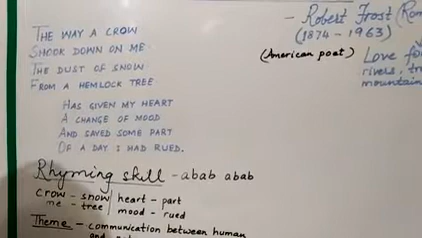 THE WAY A CROW
SHOOK DOWN ON ME
THE DUST OF SNOW
FROM A HEMLOCK TREE
HAS GIVEN MY HEART
A CHANGE OF MOOD
AND SAVED SOME PART
OF A DAY I HAD RUED.
- Robert Frost
(1874 - 1963)
(American poet)
Love
rivers,
mountain
Rhyming skill - abab abab
crow - snow | heart - part
me - tree | mood - rued
Theme - communication between human
and